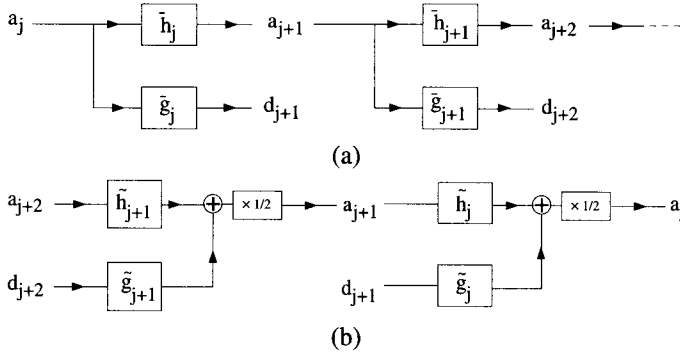 a_j h̄_j a_{j+1} h̄_{j+1} a_{j+2}
ḡ_j d_{j+1} ḡ_{j+1} d_{j+2}
(a)
a_{j+2} h̃_{j+1} × 1/2 a_{j+1} h̃_j × 1/2 a_j
d_{j+2} g̃_{j+1} d_{j+1} g̃_j
(b)